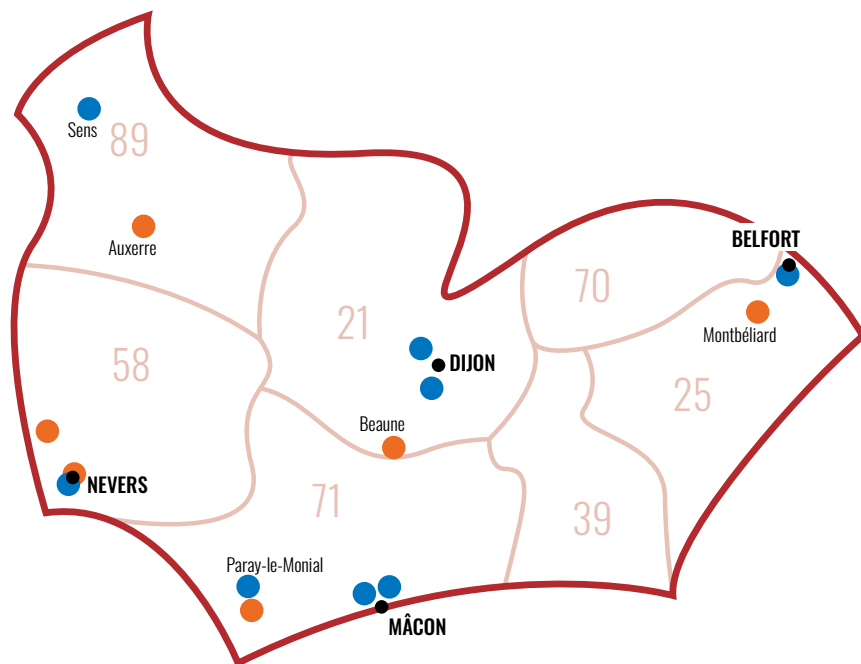 Sens
89
Auxerre
BELFORT
70
Montbéliard
21
58
DIJON
25
Beaune
NEVERS
71
39
Paray-le-Monial
MÂCON